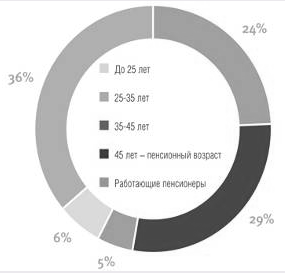 24%
36%
До 25 лет
25-35 лет
35-45 лет
45 лет – пенсионный возраст
Работающие пенсионеры
29%
6%
5%